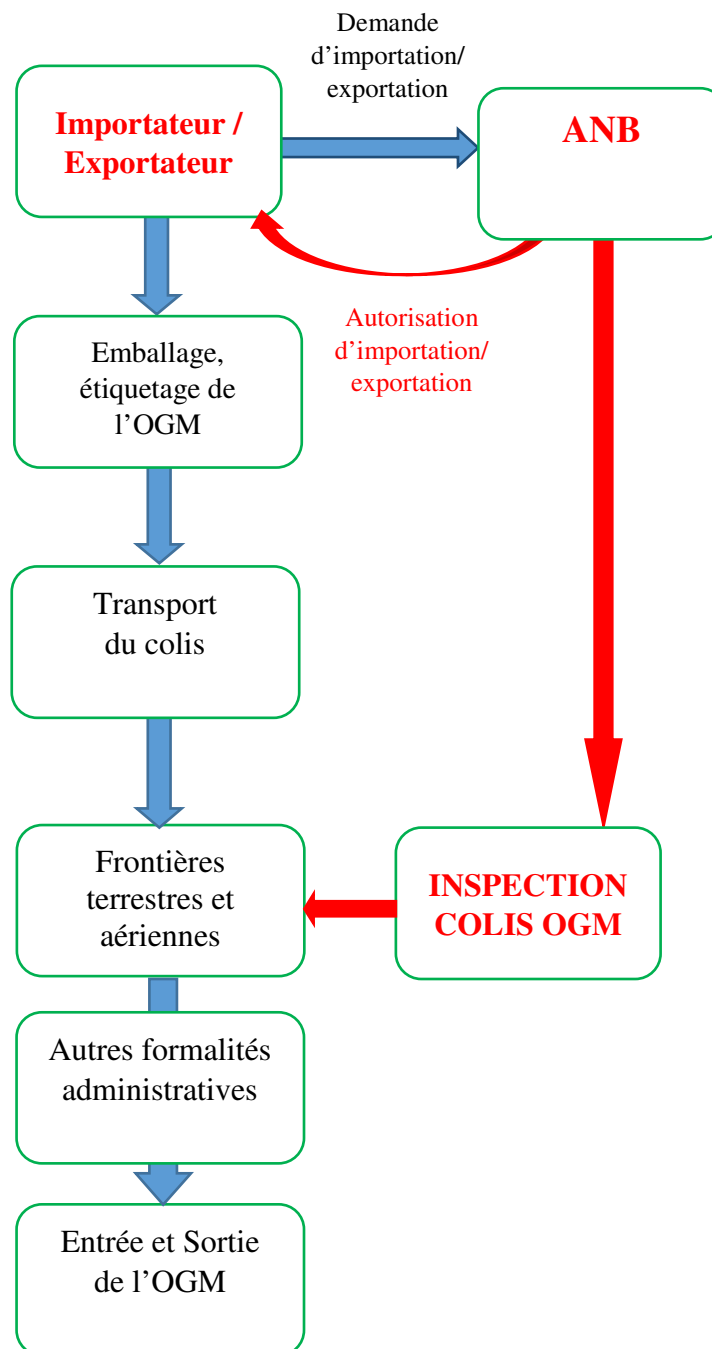 Demande
d’importation/
exportation
Importateur /
Exportateur
ANB
Autorisation
d’importation/
exportation
Emballage,
étiquetage de
l’OGM
Transport
du colis
Frontières
terrestres et
aériennes
INSPECTION
COLIS OGM
Autres formalités
administratives
Entrée et Sortie
de l’OGM